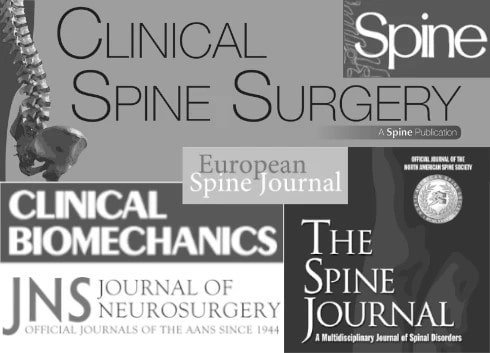 CLINICAL
SPINE SURGERY
A Spine Publication
Spine
European
Spine Journal
CLINICAL
BIOMECHANICS
JNS
JOURNAL OF
NEUROSURGERY
OFFICIAL JOURNALS OF THE AANS SINCE 1944
OFFICIAL JOURNAL OF THE
NORTH AMERICAN SPINE SOCIETY
THE
SPINE
JOURNAL
A Multidisciplinary Journal of Spinal Disorders